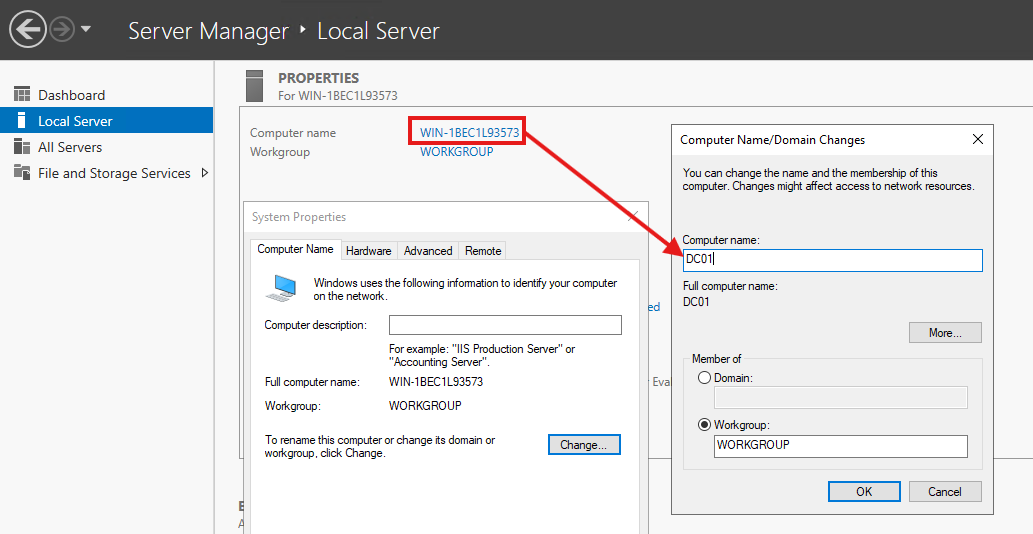 Server Manager ‣ Local Server
Dashboard
Local Server
All Servers
File and Storage Services
PROPERTIES
For WIN-1BEC1L93573
Computer name WIN-1BEC1L93573
Workgroup WORKGROUP
System Properties
Computer Name Hardware Advanced Remote
Windows uses the following information to identify your computer
on the network.
Computer description:
For example: "IIS Production Server" or
"Accounting Server".
Full computer name: WIN-1BEC1L93573
Workgroup: WORKGROUP
To rename this computer or change its domain or
workgroup, click Change.
Change...
Computer Name/Domain Changes
You can change the name and the membership of this
computer. Changes might affect access to network resources.
Computer name:
DC01
Full computer name:
DC01
More...
Member of
Domain:
Workgroup:
WORKGROUP
OK Cancel